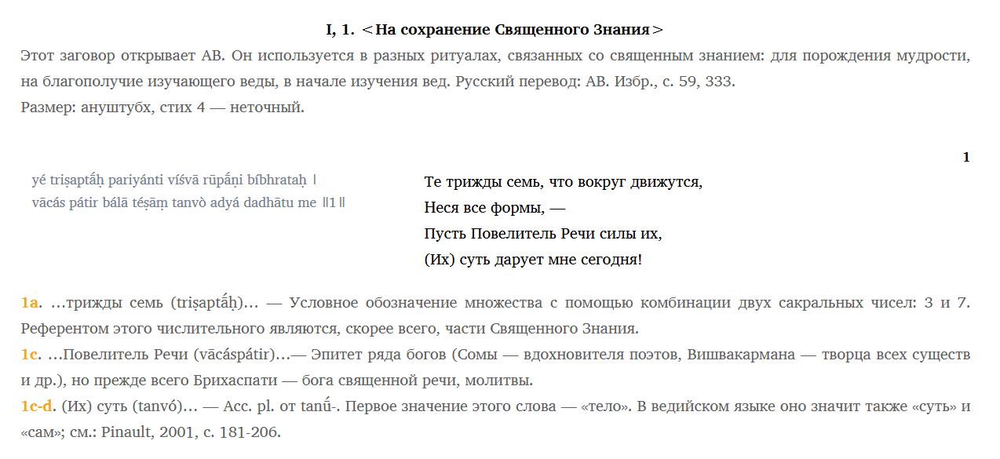 I, 1. <На сохранение Священного Знания>
Этот заговор открывает АВ. Он используется в разных ритуалах, связанных со священным знанием: для порождения мудрости,
на благополучие изучающего веды, в начале изучения вед. Русский перевод: АВ. Избр., с. 59, 333.
Размер: ануштубх, стих 4 — неточный.
1
yé triṣaptā́ḥ pariyánti víśvā rūpā́ṇi bíbhrataḥ |
vācás pátir bálā téṣāṃ tanvò adyá dadhātu me ||1||
Те трижды семь, что вокруг движутся,
Неся все формы, —
Пусть Повелитель Речи силы их,
(Их) суть дарует мне сегодня!
1a. …трижды семь (triṣaptā́ḥ)… — Условное обозначение множества с помощью комбинации двух сакральных чисел: 3 и 7.
Референтом этого числительного являются, скорее всего, части Священного Знания.
1c. …Повелитель Речи (vācáspátir)…— Эпитет ряда богов (Сомы — вдохновителя поэтов, Вишвакармана — творца всех существ
и др.), но прежде всего Брихаспати — бога священной речи, молитвы.
1c-d. (Их) суть (tanvó)… — Acc. pl. от tanū́-. Первое значение этого слова — «тело». В ведийском языке оно значит также «суть» и
«сам»; см.: Pinault, 2001, с. 181-206.